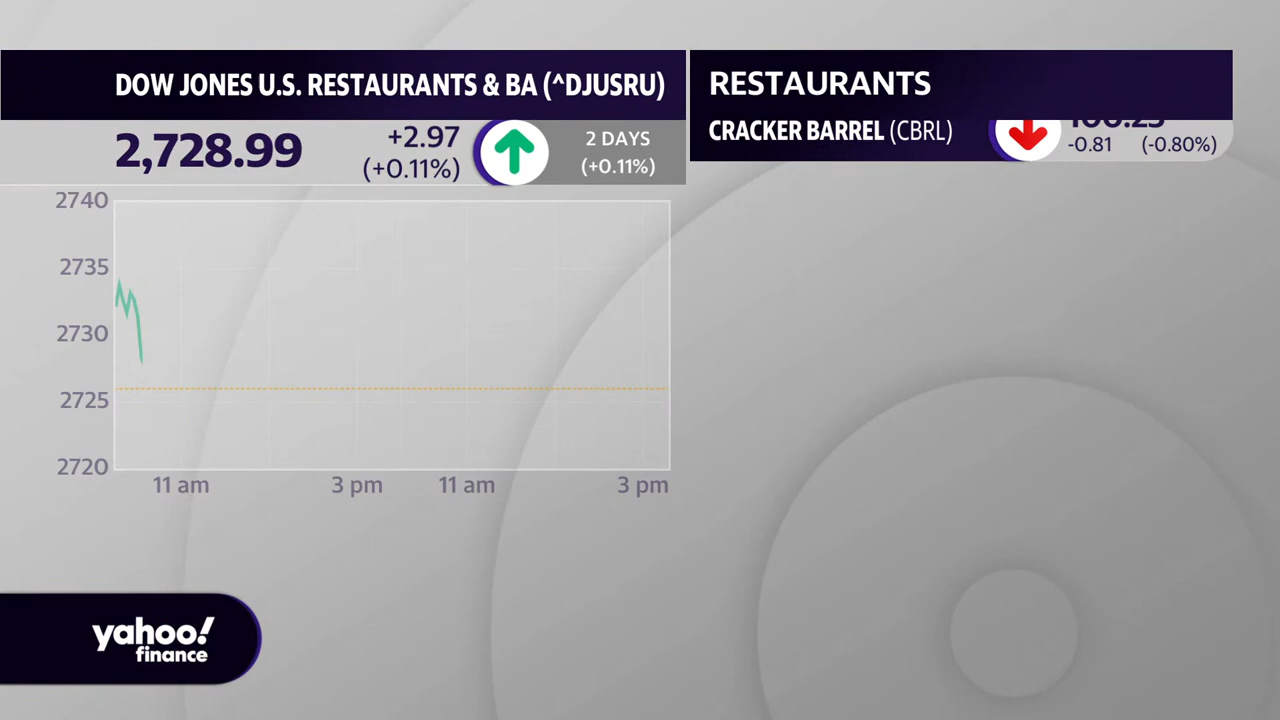 DOW JONES U.S. RESTAURANTS & BA (^DJUSRU)
2,728.99
+2.97
(+0.11%)
2 DAYS
(+0.11%)
2740
2735
2730
2725
2720
11 am
3 pm
11 am
3 pm
RESTAURANTS
CRACKER BARREL (CBRL)
-0.81
(-0.80%)
yahoo!
finance